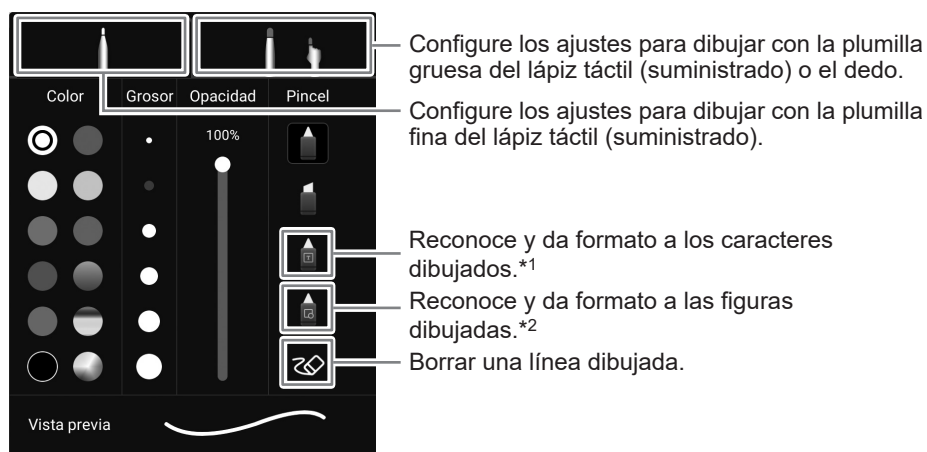 Configure los ajustes para dibujar con la plumilla
gruesa del lápiz táctil (suministrado) o el dedo.
Configure los ajustes para dibujar con la plumilla
fina del lápiz táctil (suministrado).
Color Grosor Opacidad Pincel
100%
T
Reconoce y da formato a los caracteres
dibujados.*1
Reconoce y da formato a las figuras
dibujadas.*2
Borrar una línea dibujada.
Vista previa